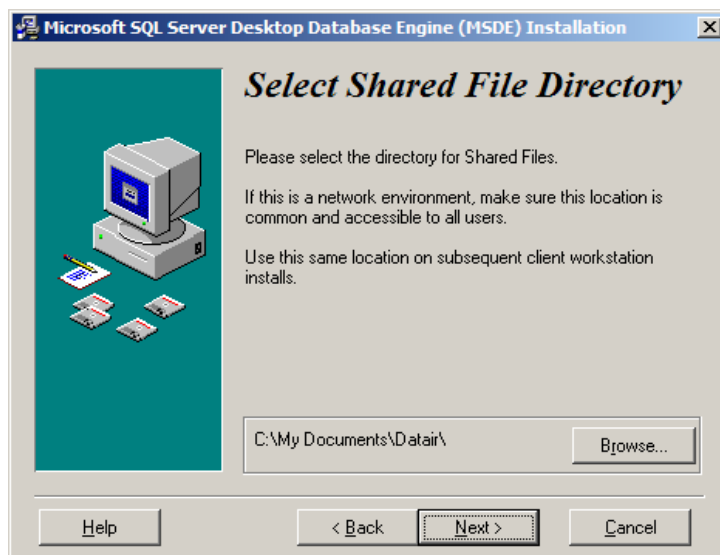 Microsoft SQL Server Desktop Database Engine (MSDE) Installation
Select Shared File Directory
Please select the directory for Shared Files.
If this is a network environment, make sure this location is
common and accessible to all users.
Use this same location on subsequent client workstation
installs.
C:\My Documents\Datair\
Browse...
Help
< Back
Next >
Cancel